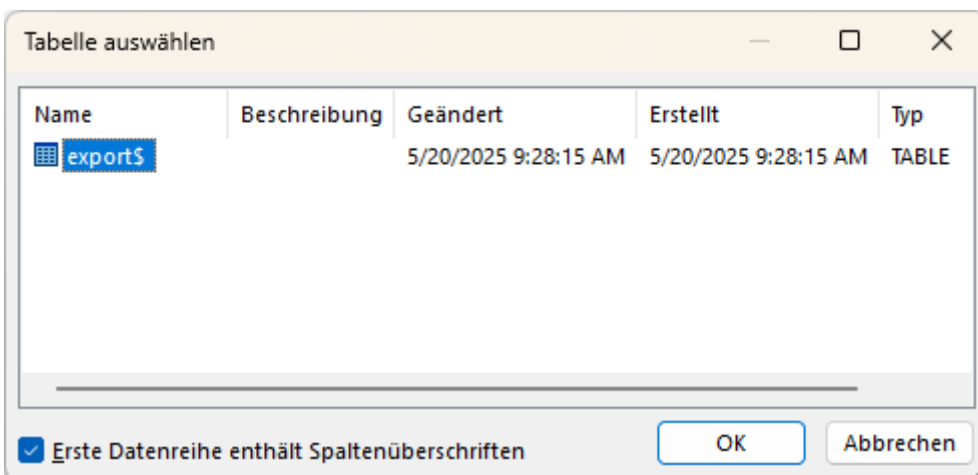 Tabelle auswählen
Name Beschreibung Geändert Erstellt Typ
export$ 5/20/2025 9:28:15 AM 5/20/2025 9:28:15 AM TABLE
Erste Datenreihe enthält Spaltenüberschriften OK Abbrechen